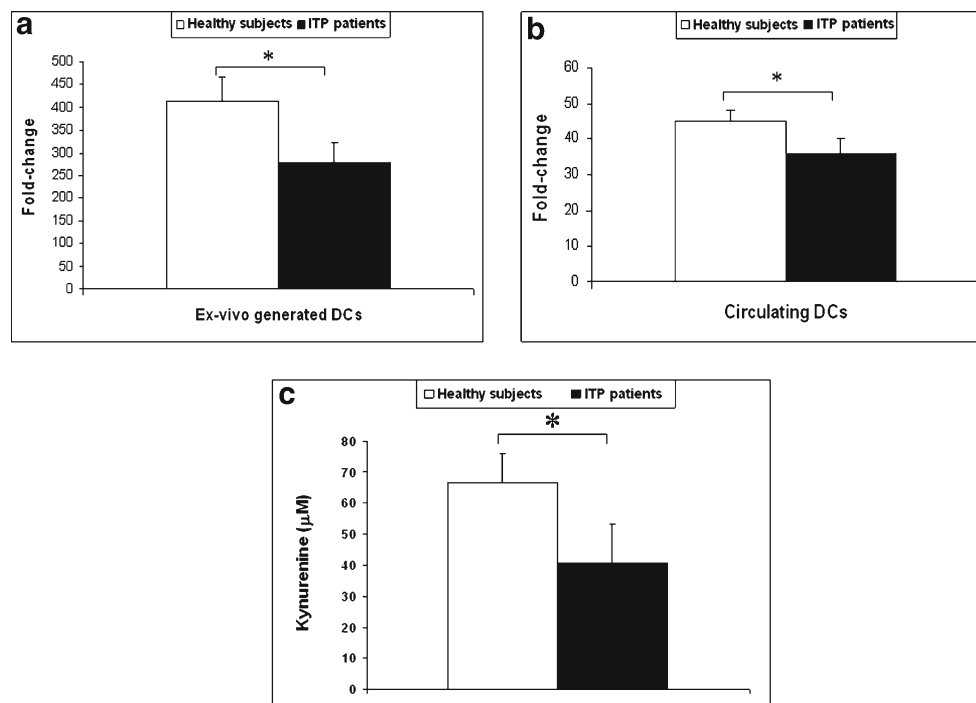 a
Healthy subjects ITP patients
*
500
450
400
350
300
250
200
150
100
50
0
Fold-change
Ex-vivo generated DCs
b
Healthy subjects ITP patients
*
60
50
40
30
20
10
0
Fold-change
Circulating DCs
c
Healthy subjects ITP patients
*
80
70
60
50
40
30
20
10
0
Kynurenine (μM)